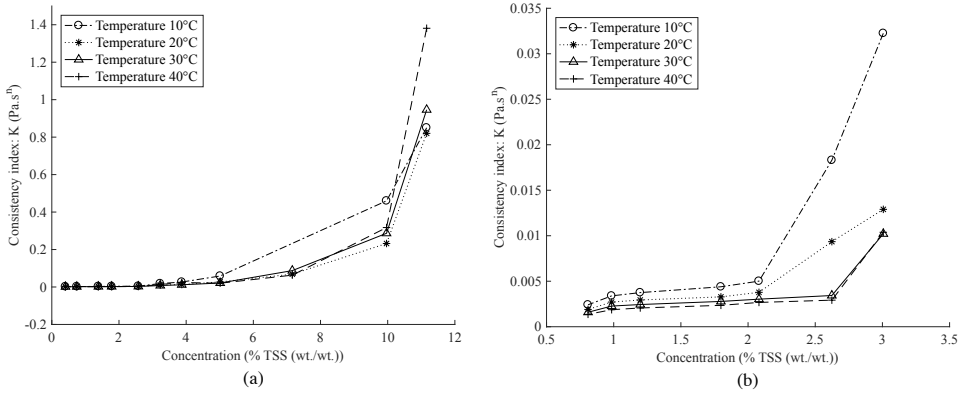 1.4
1.2
1
0.8
0.6
0.4
0.2
0
-0.2
Consistency index: K (Pa.sⁿ)
Temperature 10°C
Temperature 20°C
Temperature 30°C
Temperature 40°C
0 2 4 6 8 10 12
Concentration (% TSS (wt./wt.))
(a)
0.035
0.03
0.025
0.02
0.015
0.01
0.005
0
Consistency index: K (Pa.sⁿ)
Temperature 10°C
Temperature 20°C
Temperature 30°C
Temperature 40°C
0.5 1 1.5 2 2.5 3 3.5
Concentration (% TSS (wt./wt.))
(b)